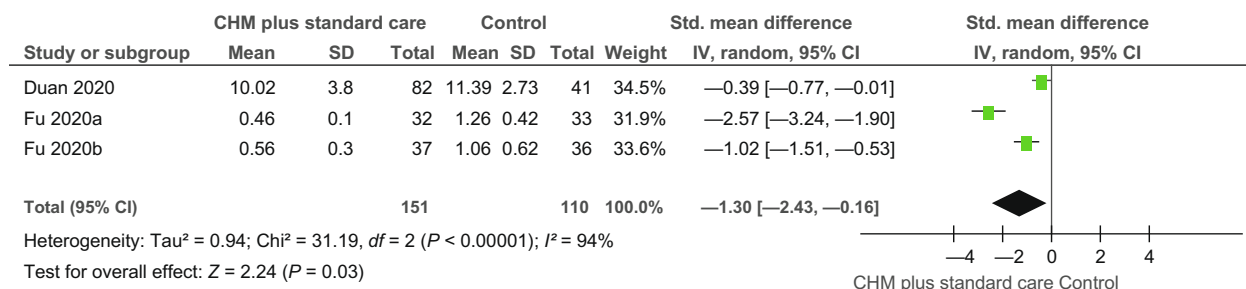 CHM plus standard care Control Std. mean difference Std. mean difference
Study or subgroup Mean SD Total Mean SD Total Weight IV, random, 95% CI IV, random, 95% CI
Duan 2020 10.02 3.8 82 11.39 2.73 41 34.5% —0.39 [—0.77, —0.01]
Fu 2020a 0.46 0.1 32 1.26 0.42 33 31.9% —2.57 [—3.24, —1.90]
Fu 2020b 0.56 0.3 37 1.06 0.62 36 33.6% —1.02 [—1.51, —0.53]
Total (95% CI) 151 110 100.0% —1.30 [—2.43, —0.16]
Heterogeneity: Tau² = 0.94; Chi² = 31.19, df = 2 (P < 0.00001); I² = 94%
Test for overall effect: Z = 2.24 (P = 0.03)
—4 —2 0 2 4
CHM plus standard care Control